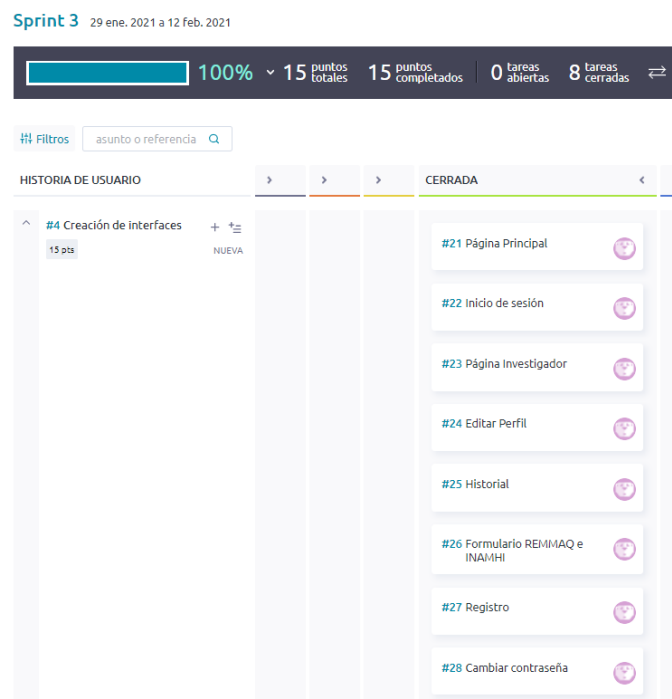 Sprint 3 29 ene. 2021 a 12 feb. 2021
100% 15 puntos totales 15 puntos completados 0 tareas abiertas 8 tareas cerradas
Filtros asunto o referencia
HISTORIA DE USUARIO CERRADA
#4 Creación de interfaces
15 pts NUEVA
#21 Página Principal
#22 Inicio de sesión
#23 Página Investigador
#24 Editar Perfil
#25 Historial
#26 Formulario REMMAQ e
INAMHI
#27 Registro
#28 Cambiar contraseña